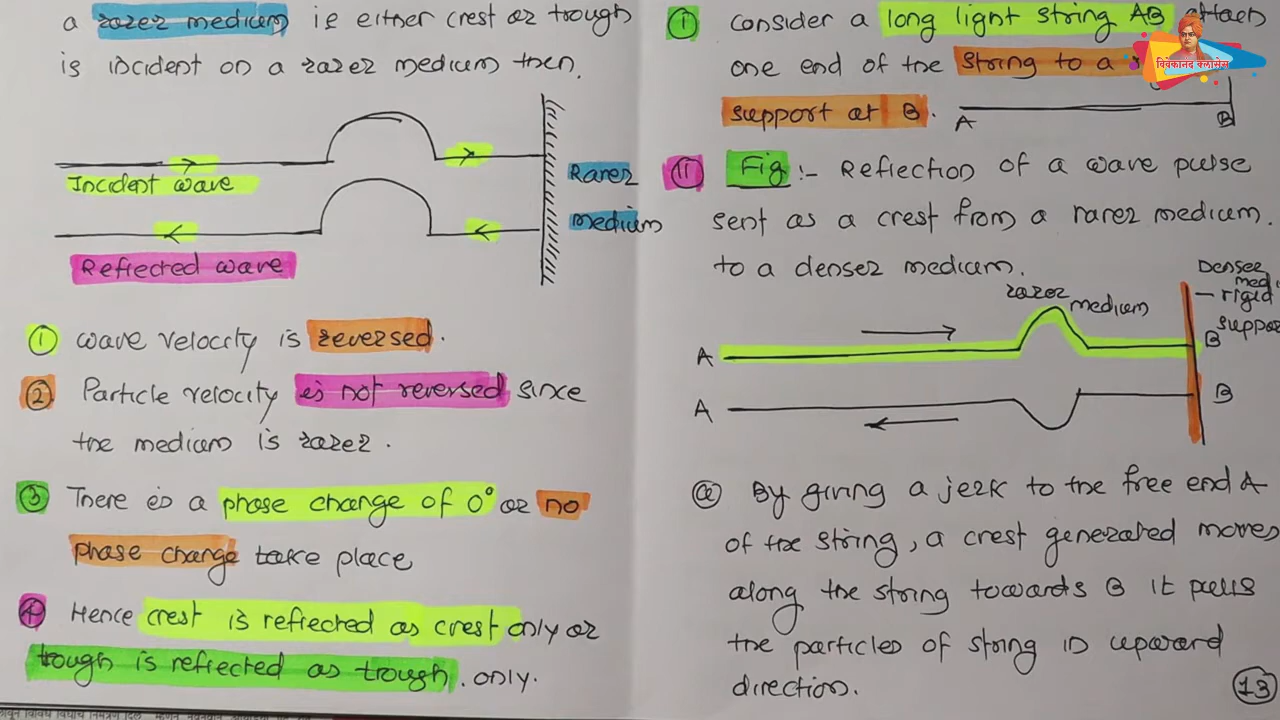 a rarer medium ie either crest or trough
is incident on a rarer medium then.
Incident wave
Rarer
medium
Reflected wave
① wave velocity is reversed.
② Particle velocity is not reversed since
the medium is rarer.
③ There is a phase change of 0° or no
phase change take place
④ Hence crest is reflected as crest only or
trough is reflected as trough. only.
① consider a long light string AB attach
one end of the string to a
support at B.
A B
② Fig :- Reflection of a wave pulse
sent as a crest from a rarer medium.
to a denser medium.
rarer medium
Denser
rigid
A B
A B
ⓐ By giving a jerk to the free end A
of the string, a crest generated moves
along the string towards B it pulls
the particles of string in upward
direction.
13
विवेकानंद क्लासेस